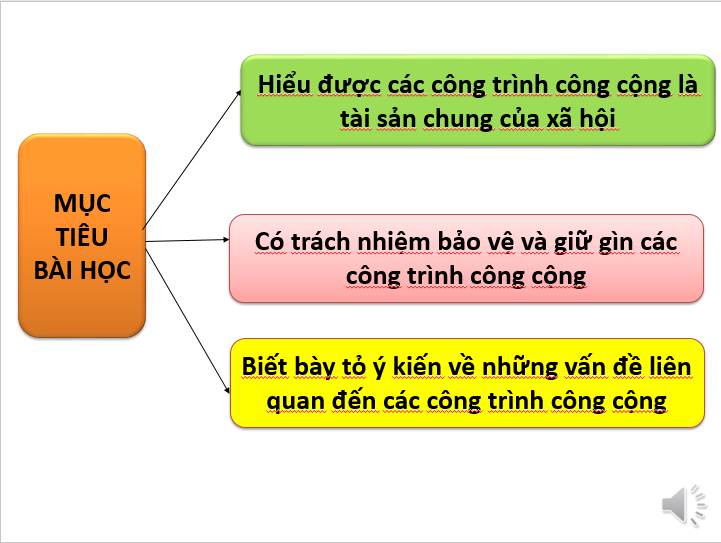 MỤC
TIÊU
BÀI HỌC
Hiểu được các công trình công cộng là
tài sản chung của xã hội
Có trách nhiệm bảo vệ và giữ gìn các
công trình công cộng
Biết bày tỏ ý kiến về những vấn đề liên
quan đến các công trình công cộng